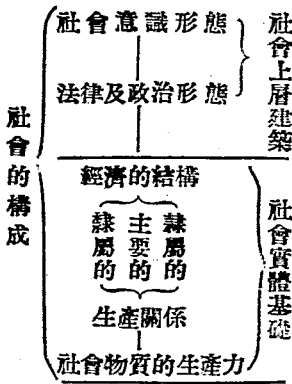 社會的構成
社會意識形態
法律及政治形態
社會上層建築
經濟的結構
隸屬的
主要的
隸屬的
生產關係
社會物質的生產力
社會實體基礎